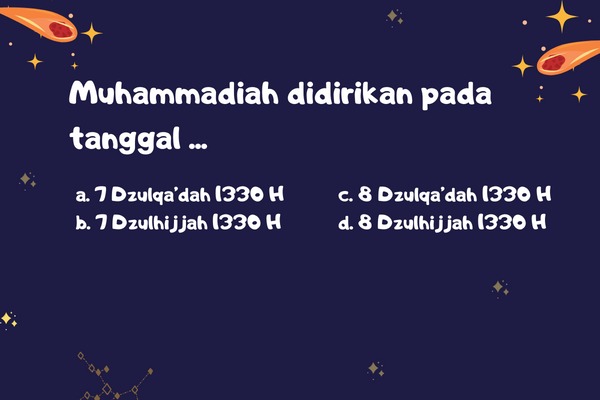 Muhammadiah didirikan pada
tanggal ...
a. 7 Dzulqa'dah 1330 H
b. 7 Dzulhijjah 1330 H
c. 8 Dzulqa'dah 1330 H
d. 8 Dzulhijjah 1330 H